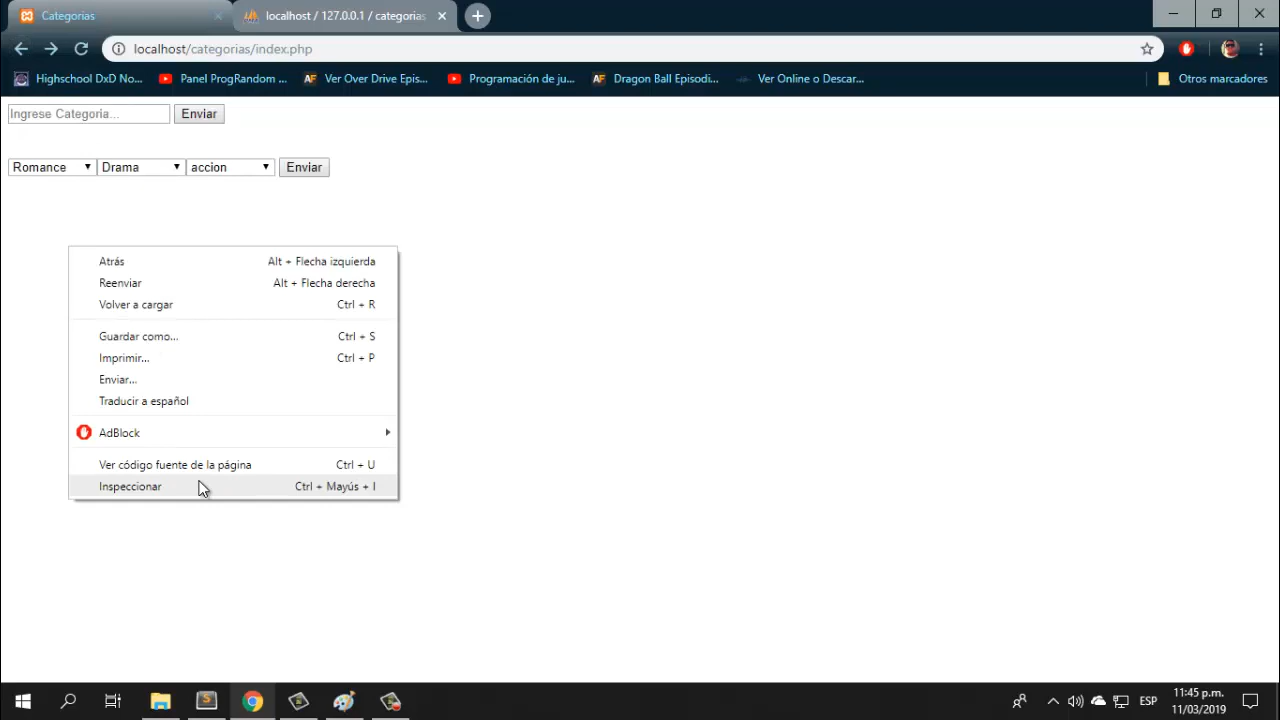 Categorias
localhost / 127.0.0.1 / categorias
localhost/categorias/index.php
Highschool DxD No...
Panel ProgRandom ...
Ver Over Drive Epis...
Programación de ju...
Dragon Ball Episodi...
Ver Online o Descar...
Otros marcadores
Ingrese Categoria... Enviar
Romance Drama accion Enviar
Atrás Alt + Flecha izquierda
Reenviar Alt + Flecha derecha
Volver a cargar Ctrl + R
Guardar como... Ctrl + S
Imprimir... Ctrl + P
Enviar...
Traducir a español
AdBlock
Ver código fuente de la página Ctrl + U
Inspeccionar Ctrl + Mayús + I
ESP
11:45 p.m.
11/03/2019